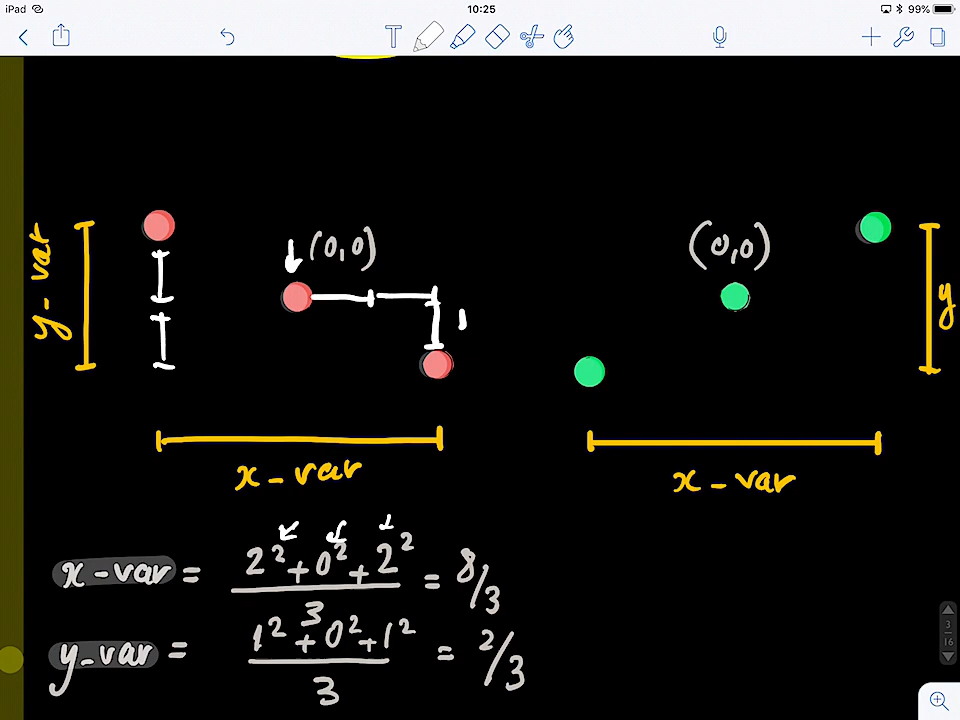 iPad 10:25 99%
T
(0,0) (0,0)
y-var 1 y
x-var x-var
x-var = 2² + 0² + 2² / 3 = 8/3
y-var = 1² + 0² + 1² / 3 = 2/3
3
16